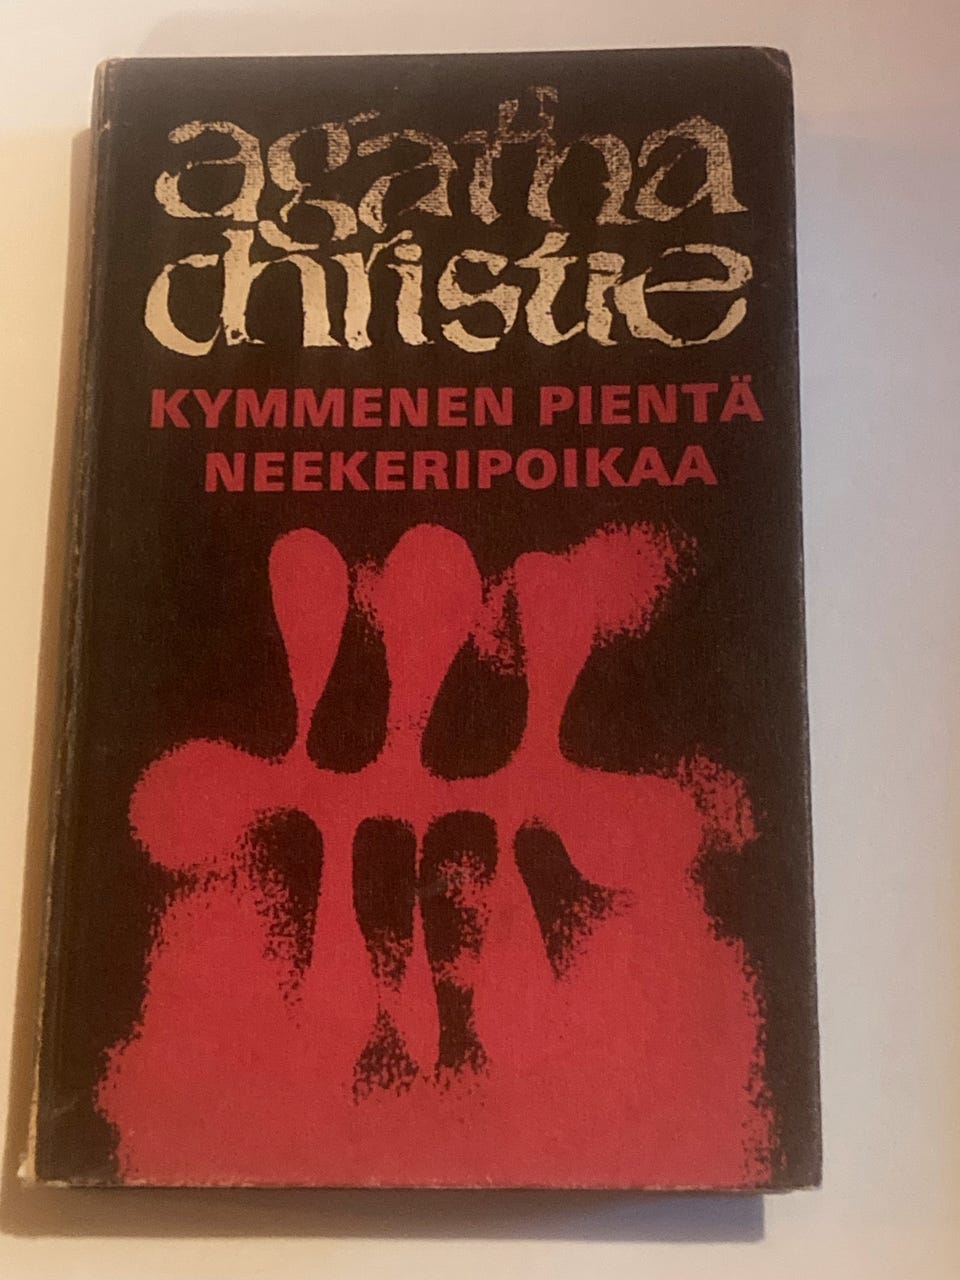 agatha
christie
KYMMENEN PIENTÄ
NEEKERIPOIKAA